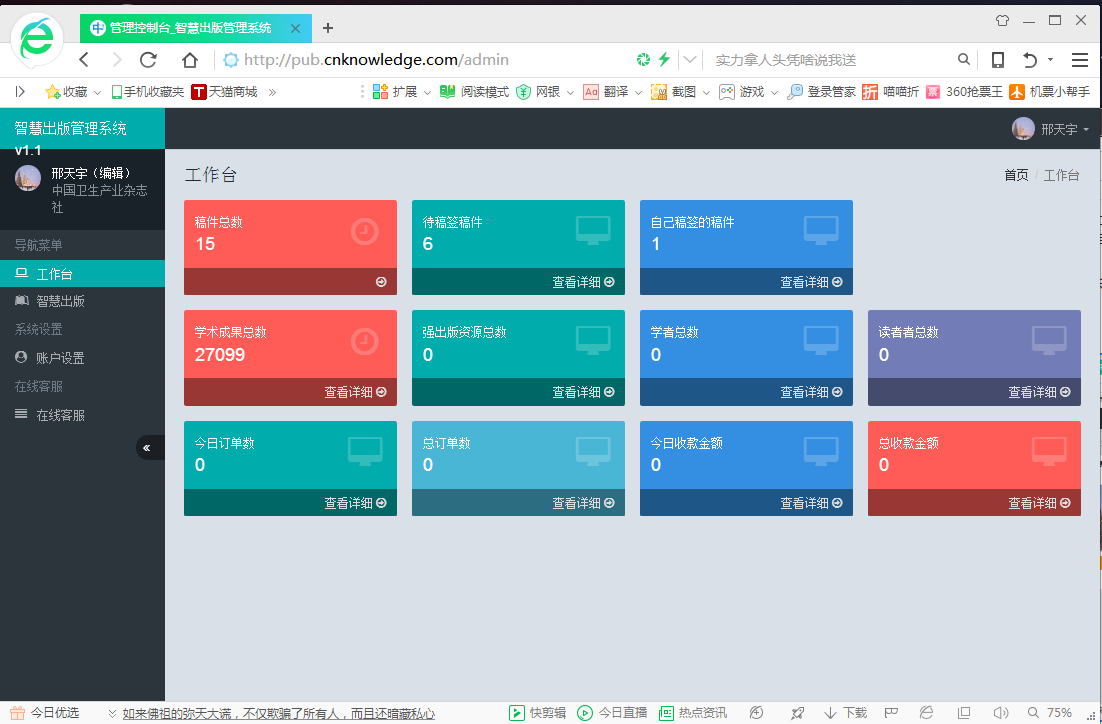 管理控制台_智慧出版管理系统
http://pub.cnknowledge.com/admin
实力拿人头凭啥说我送
收藏 手机收藏夹 天猫商城 » 扩展 阅读模式 网银 翻译 截图 游戏 登录管家 喵喵折 360抢票王 机票小帮手
智慧出版管理系统
v1.1
邢天宇
邢天宇（编辑）
中国卫生产业杂志
社
导航菜单
工作台
智慧出版
系统设置
账户设置
在线客服
在线客服
«
工作台
首页 / 工作台
稿件总数
15
待稿签稿件
6
查看详细
自己稿签的稿件
1
查看详细
学术成果总数
27099
查看详细
强出版资源总数
0
查看详细
学者总数
0
查看详细
读者者总数
0
查看详细
今日订单数
0
查看详细
总订单数
0
查看详细
今日收款金额
0
查看详细
总收款金额
0
查看详细
今日优选 如来佛祖的弥天大谎，不仅欺骗了所有人，而且还暗藏私心 快剪辑 今日直播 热点资讯 下载 75%